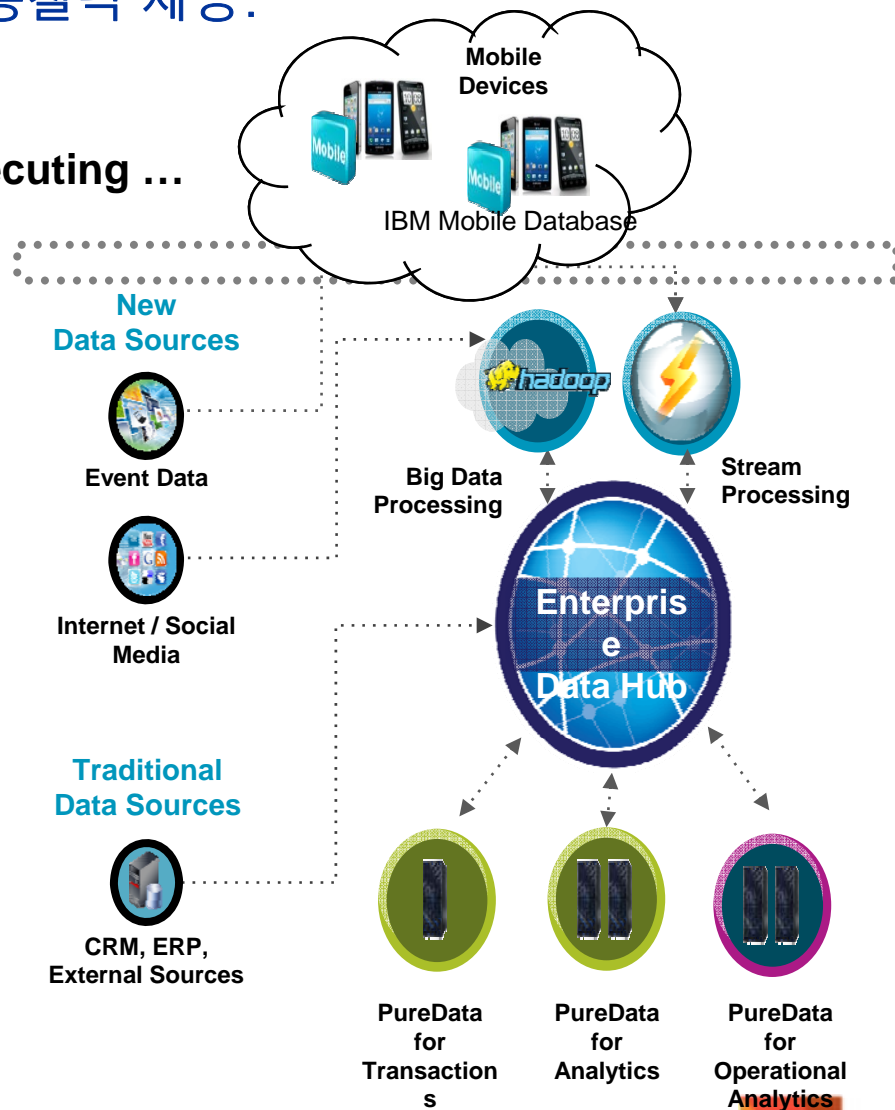 Mobile
Devices
Mobile
Mobile
IBM Mobile Database
ecuting …
New
Data Sources
Event Data
Internet / Social
Media
hadoop
Big Data
Processing
Stream
Processing
Enterpris
e
Data Hub
Traditional
Data Sources
CRM, ERP,
External Sources
PureData
for
Transaction
s
PureData
for
Analytics
PureData
for
Operational
Analytics